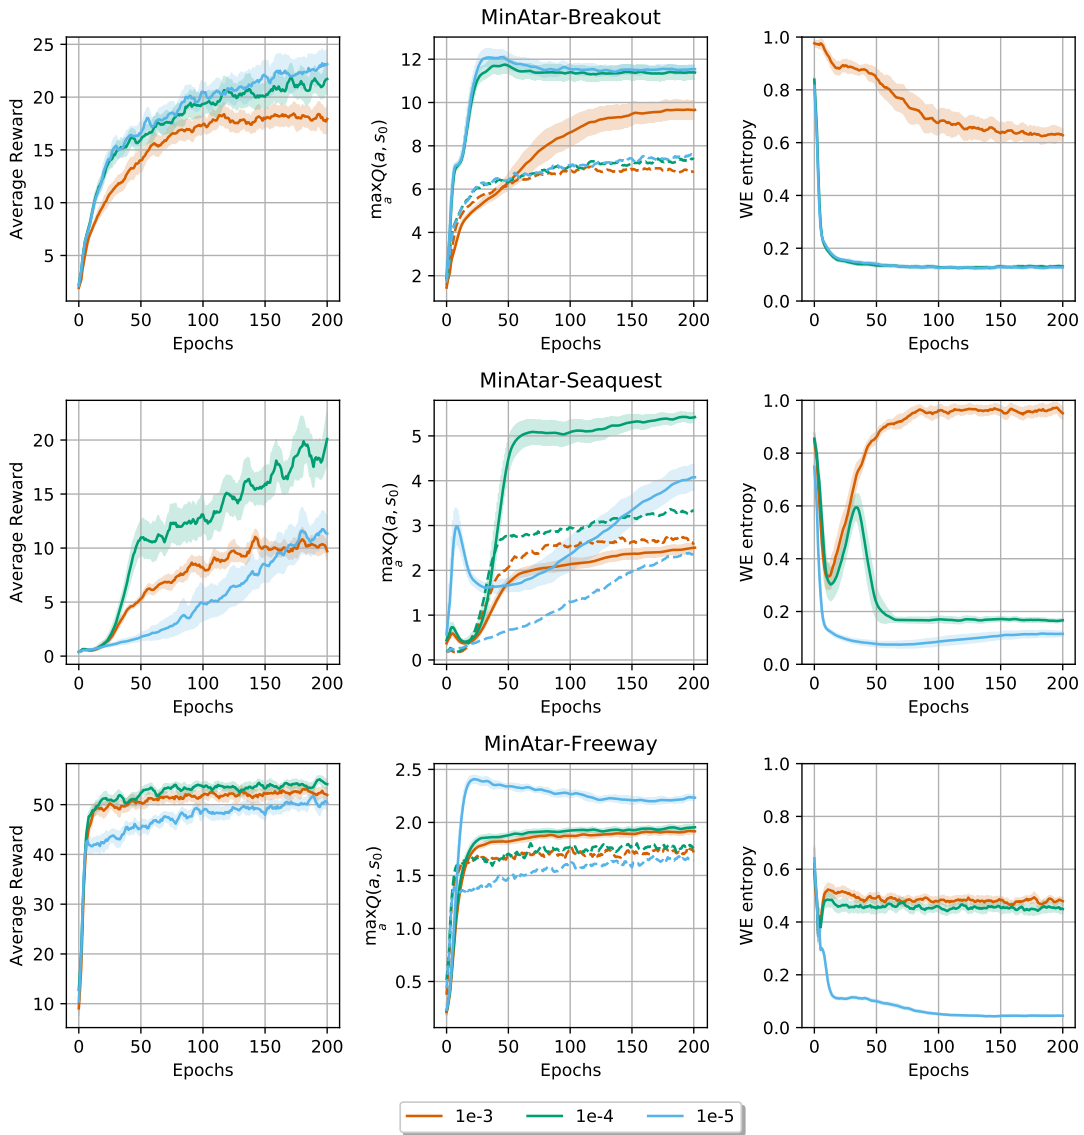 MinAtar-Breakout
25
20
15
10
5
Average Reward
0 50 100 150 200
Epochs
12
10
8
6
4
2
max Q(a, s0)
a
0 50 100 150 200
Epochs
1.0
0.8
0.6
0.4
0.2
0.0
WE entropy
0 50 100 150 200
Epochs
MinAtar-Seaquest
20
15
10
5
0
Average Reward
0 50 100 150 200
Epochs
5
4
3
2
1
0
max Q(a, s0)
a
0 50 100 150 200
Epochs
1.0
0.8
0.6
0.4
0.2
0.0
WE entropy
0 50 100 150 200
Epochs
MinAtar-Freeway
50
40
30
20
10
Average Reward
0 50 100 150 200
Epochs
2.5
2.0
1.5
1.0
0.5
max Q(a, s0)
a
0 50 100 150 200
Epochs
1.0
0.8
0.6
0.4
0.2
0.0
WE entropy
0 50 100 150 200
Epochs
1e-3 1e-4 1e-5